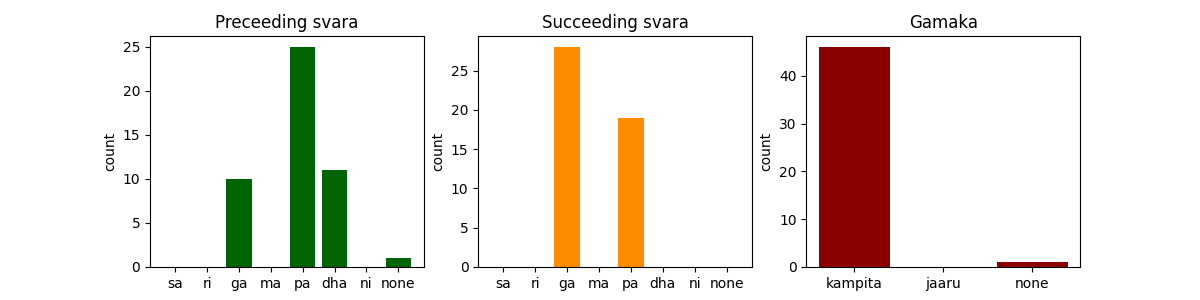 Preceeding svara
count
25
20
15
10
5
0
sa ri ga ma pa dha ni none
Succeeding svara
count
25
20
15
10
5
0
sa ri ga ma pa dha ni none
Gamaka
count
40
30
20
10
0
kampita jaaru none